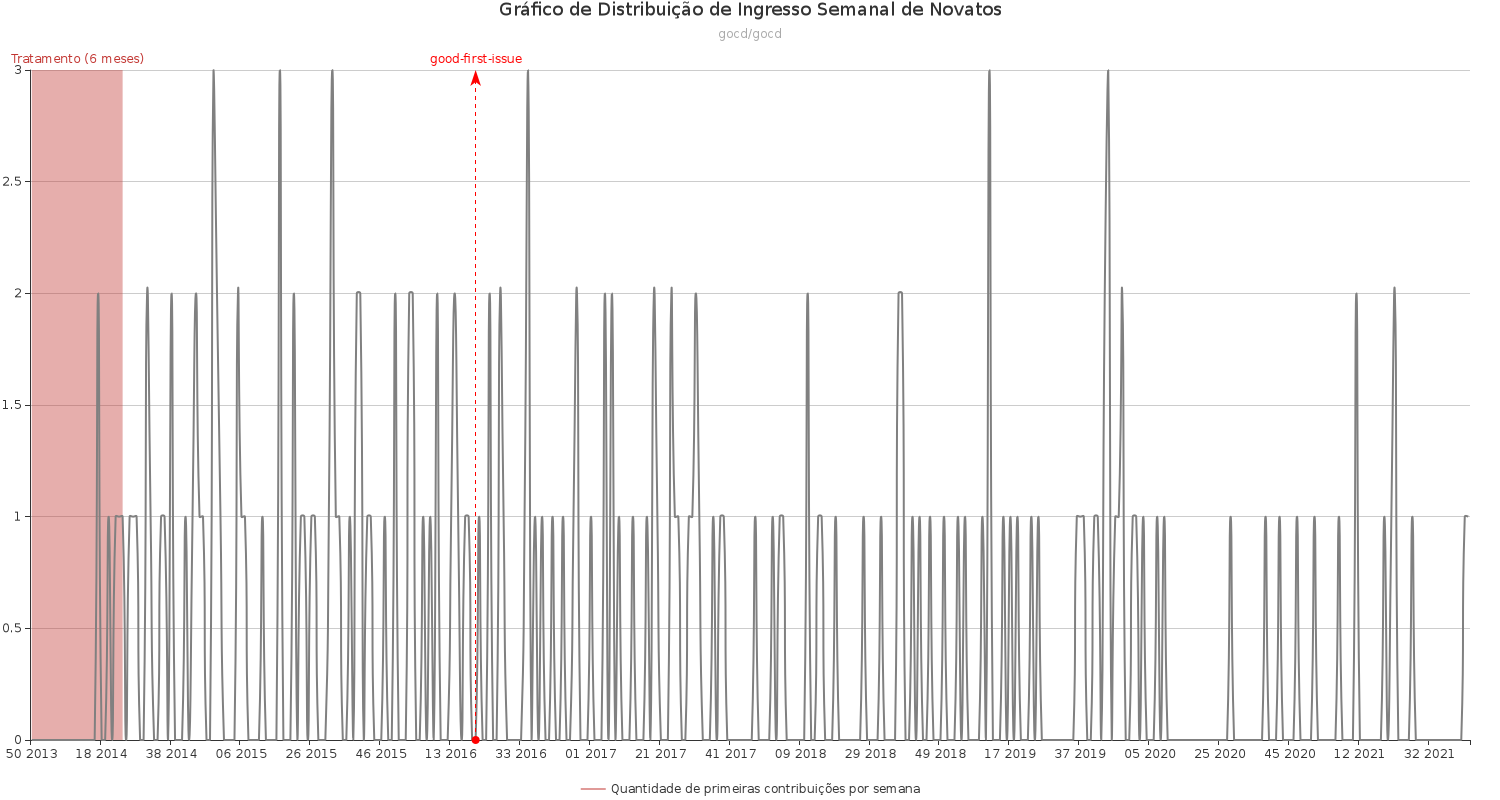 Gráfico de Distribuição de Ingresso Semanal de Novatos
gocd/gocd
Tratamento (6 meses)
good-first-issue
3
2.5
2
1.5
1
0.5
0
50 2013 18 2014 38 2014 06 2015 26 2015 46 2015 13 2016 33 2016 01 2017 21 2017 41 2017 09 2018 29 2018 49 2018 17 2019 37 2019 05 2020 25 2020 45 2020 12 2021 32 2021
Quantidade de primeiras contribuições por semana